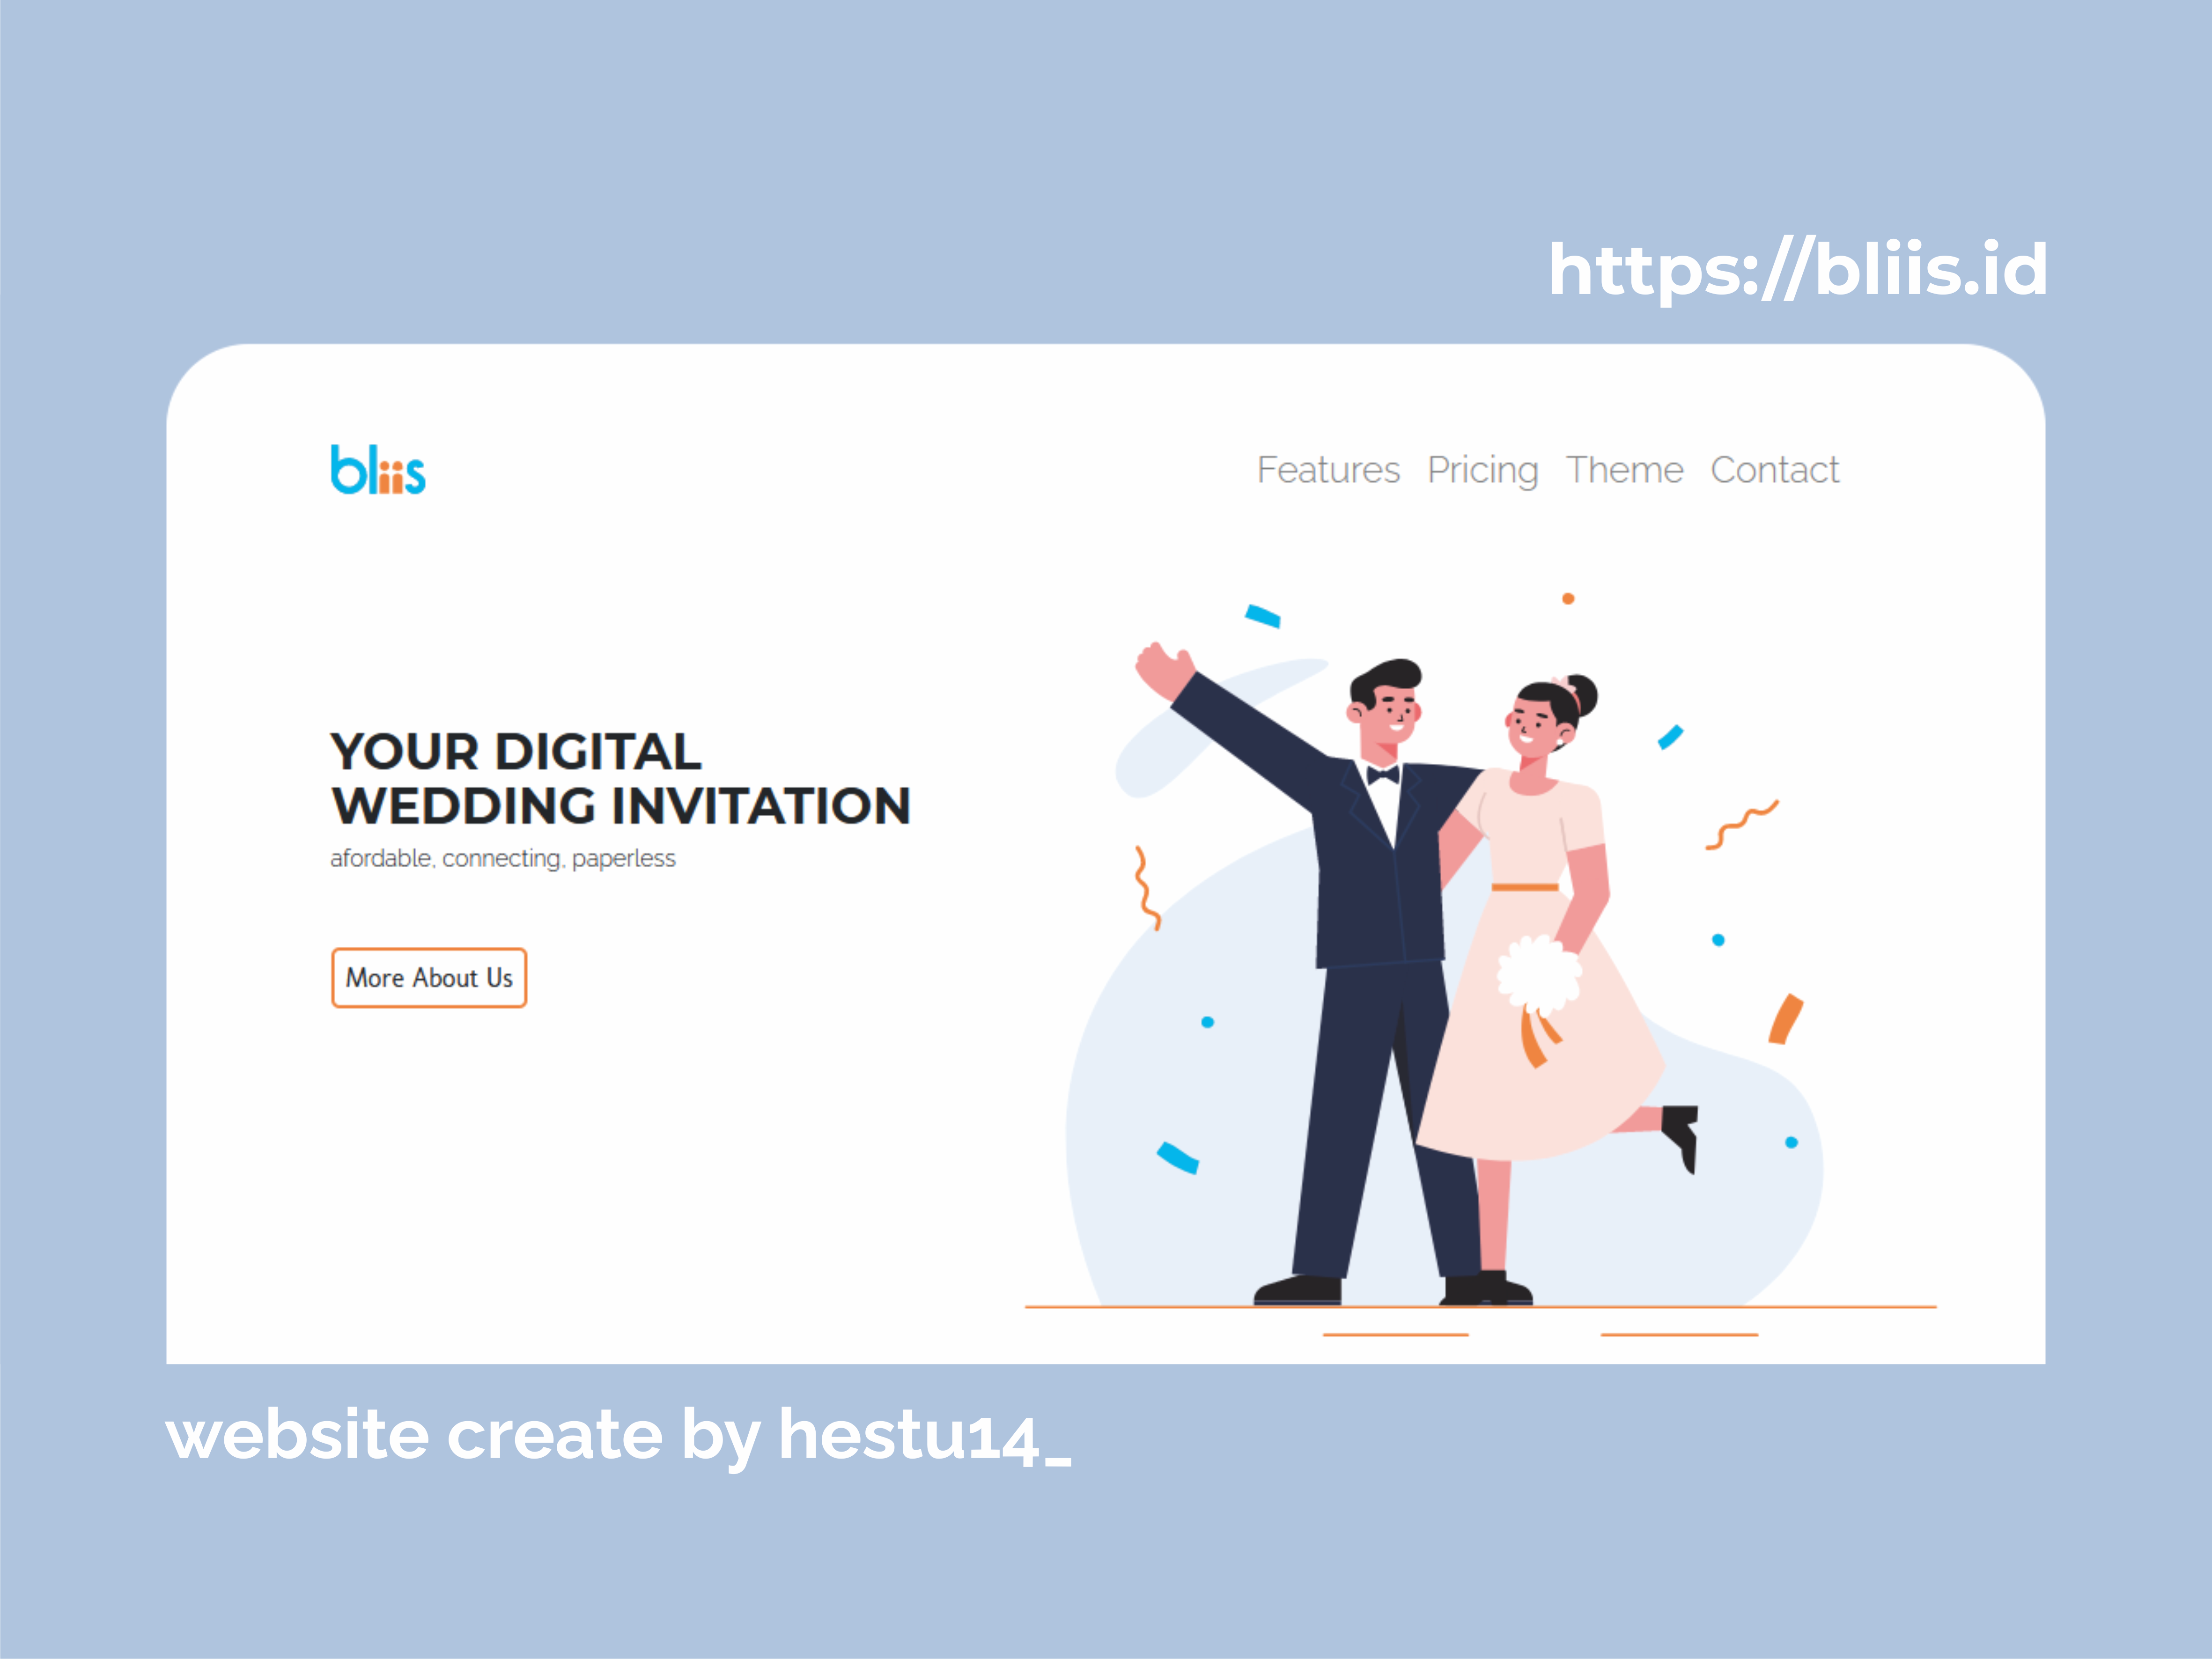 https://bliis.id
bliis
Features Pricing Theme Contact
YOUR DIGITAL
WEDDING INVITATION
afordable, connecting, paperless
More About Us
website create by hestu14_